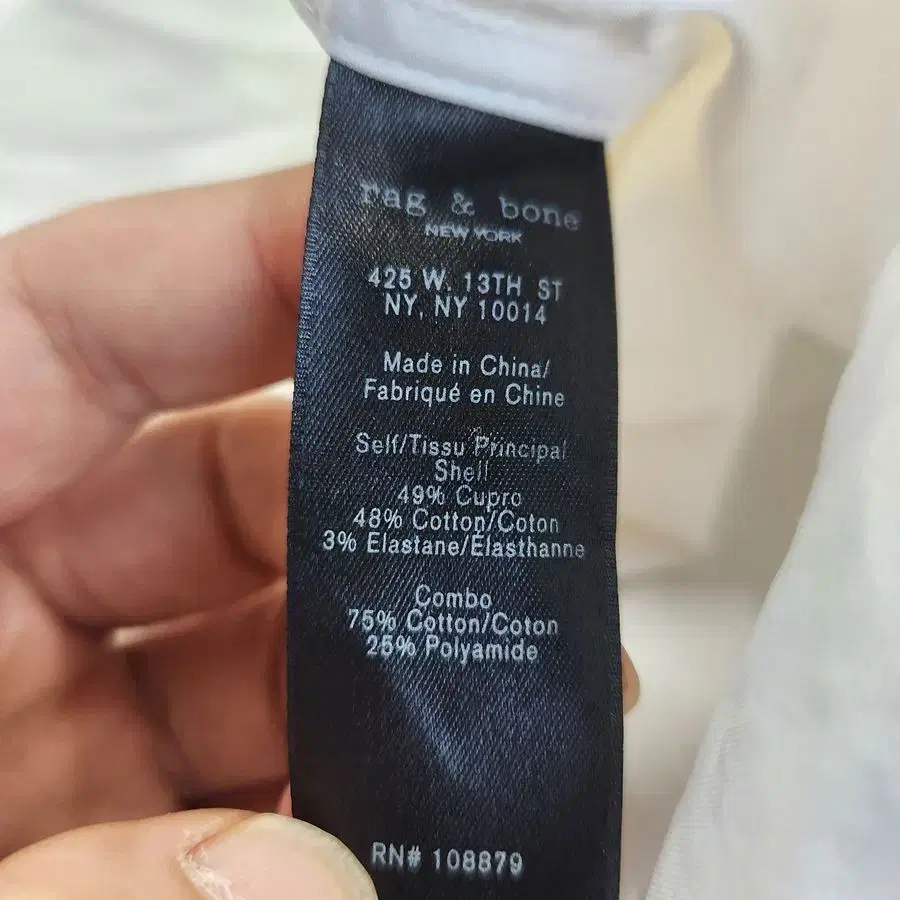 rag & bone
NEW YORK
425 W. 13TH ST
NY, NY 10014
Made in China/
Fabriqué en Chine
Self/Tissu Principal
Shell
49% Cupro
48% Cotton/Coton
3% Elastane/Élasthanne
Combo
75% Cotton/Coton
25% Polyamide
RN# 108879